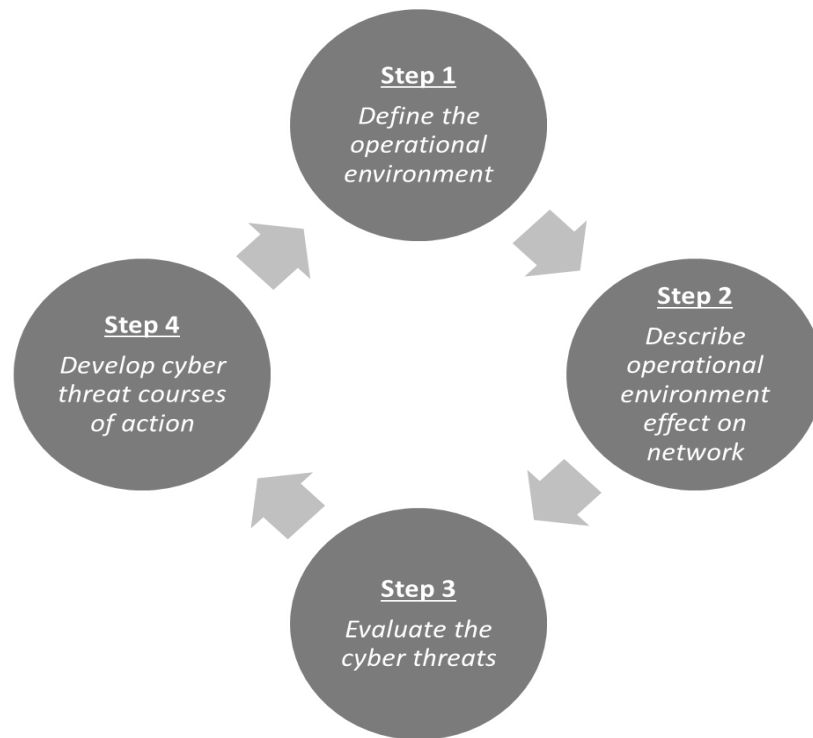 Step 1
Define the
operational
environment
Step 2
Describe
operational
environment
effect on
network
Step 3
Evaluate the
cyber threats
Step 4
Develop cyber
threat courses
of action